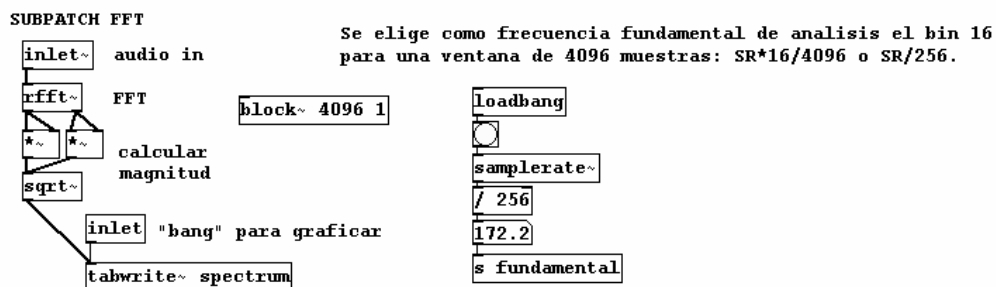 SUBPATCH FFT
Se elige como frecuencia fundamental de analisis el bin 16
para una ventana de 4096 muestras: SR*16/4096 o SR/256.
inlet~ audio in
rfft~ FFT
block~ 4096 1
loadbang
*~ *~
calcular
magnitud
samplerate~
sqrt~
/ 256
inlet "bang" para graficar
172.2
tabwrite~ spectrum
s fundamental